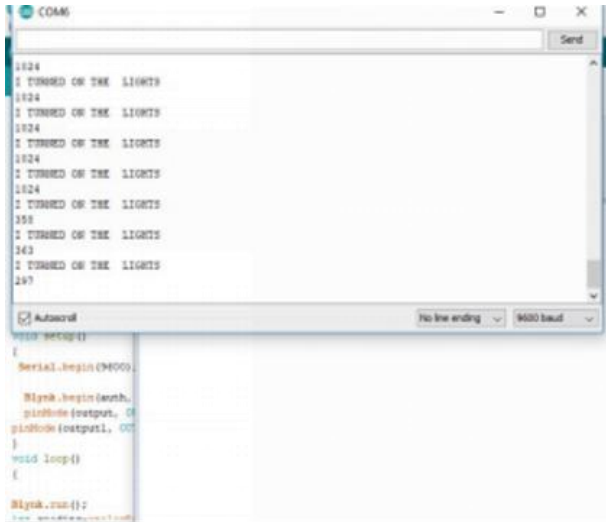 COM6
Send
1024
I TURNED ON THE  LIGHTS
1024
I TURNED ON THE  LIGHTS
1024
I TURNED ON THE  LIGHTS
1024
I TURNED ON THE  LIGHTS
1024
I TURNED ON THE  LIGHTS
I TURNED ON THE  LIGHTS
363
I TURNED ON THE  LIGHTS
297
Autoscroll
No line ending
9600 baud
void setup()
{
Serial.begin(9600)
Blynk.begin(auth,
pinMode(output,
pinMode(output1,
}
void loop()
{
Blynk.run();